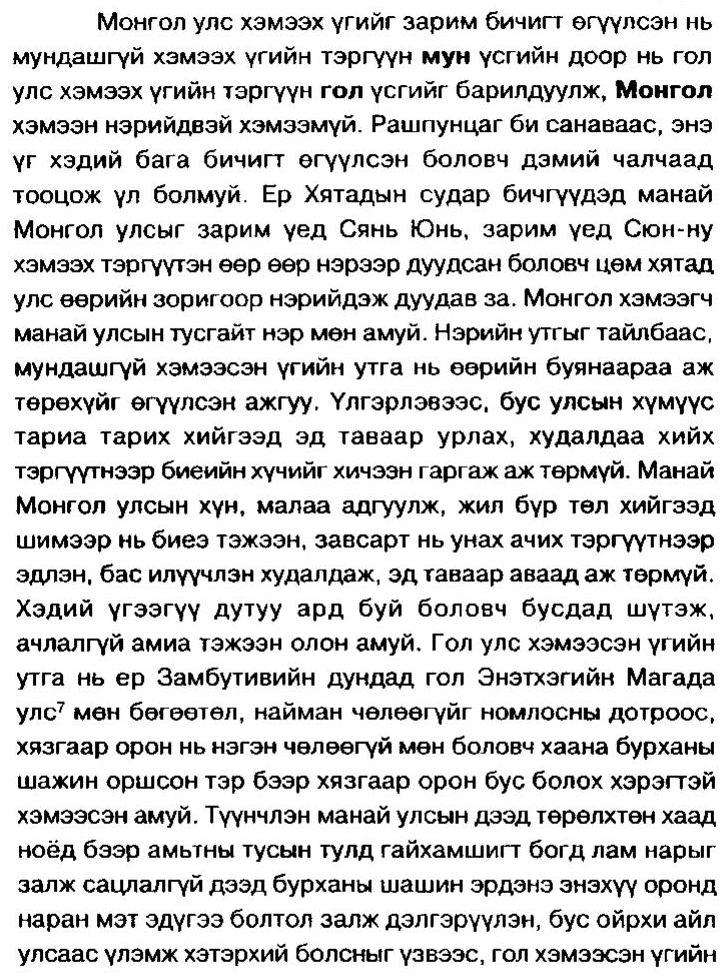 Монгол улс хэмээх үгийг зарим бичигт өгүүлсэн нь
мундашгүй хэмээх үгийн тэргүүн мун үсгийн доор нь гол
улс хэмээх үгийн тэргүүн гол үсгийг барилдуулж, Монгол
хэмээн нэрийдвэй хэмээмүй. Рашпунцаг би санаваас, энэ
үг хэдий бага бичигт өгүүлсэн боловч дэмий чалчаад
тооцож үл болмуй. Ер Хятадын судар бичгүүдэд манай
Монгол улсыг зарим үед Сянь Юнь, зарим үед Сюн-ну
хэмээх тэргүүтэн өөр өөр нэрээр дуудсан боловч цөм хятад
улс өөрийн зоригоор нэрийдэж дуудав за. Монгол хэмээгч
манай улсын тусгайт нэр мөн амуй. Нэрийн утгыг тайлбаас,
мундашгүй хэмээсэн үгийн утга нь өөрийн буянаараа аж
төрөхүйг өгүүлсэн ажгуу. Үлгэрлэвээс, бус улсын хүмүүс
тариа тарих хийгээд эд таваар урлах, худалдаа хийх
тэргүүтнээр биеийн хүчийг хичээн гаргаж аж төрмүй. Манай
Монгол улсын хүн, малаа адгуулж, жил бүр төл хийгээд
шимээр нь биеэ тэжээн, завсарт нь унах ачих тэргүүтнээр
эдлэн, бас илүүчлэн худалдаж, эд таваар аваад аж төрмүй.
Хэдий үгээгүү дутуу ард буй боловч бусдад шүтэж,
ачлалгүй амиа тэжээн олон амуй. Гол улс хэмээсэн үгийн
утга нь ер Замбутивийн дундад гол Энэтхэгийн Магада
улс⁷ мөн бөгөөтөл, найман чөлөөгүйг номлосны дотроос,
хязгаар орон нь нэгэн чөлөөгүй мөн боловч хаана бурханы
шажин оршсон тэр бээр хязгаар орон бус болох хэрэгтэй
хэмээсэн амуй. Түүнчлэн манай улсын дээд төрөлхтөн хаад
ноёд бээр амьтны тусын тулд гайхамшигт богд лам нарыг
залж сацлалгүй дээд бурханы шашин эрдэнэ энэхүү оронд
наран мэт эдүгээ болтол залж дэлгэрүүлэн, бус ойрхи айл
улсаас үлэмж хэтэрхий болсныг үзвээс, гол хэмээсэн үгийн